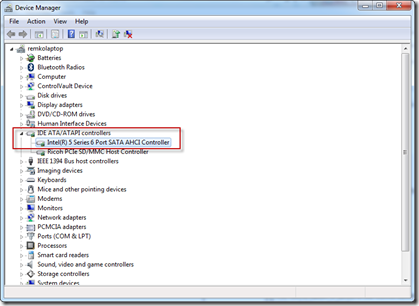 Device Manager
File Action View Help
remkolaptop
Batteries
Bluetooth Radios
Computer
ControlVault Device
Disk drives
Display adapters
DVD/CD-ROM drives
Human Interface Devices
IDE ATA/ATAPI controllers
Intel(R) 5 Series 6 Port SATA AHCI Controller
Ricoh PCIe SD/MMC Host Controller
IEEE 1394 Bus host controllers
Imaging devices
Keyboards
Mice and other pointing devices
Modems
Monitors
Network adapters
PCMCIA adapters
Ports (COM & LPT)
Processors
Smart card readers
Sound, video and game controllers
Storage controllers
System devices